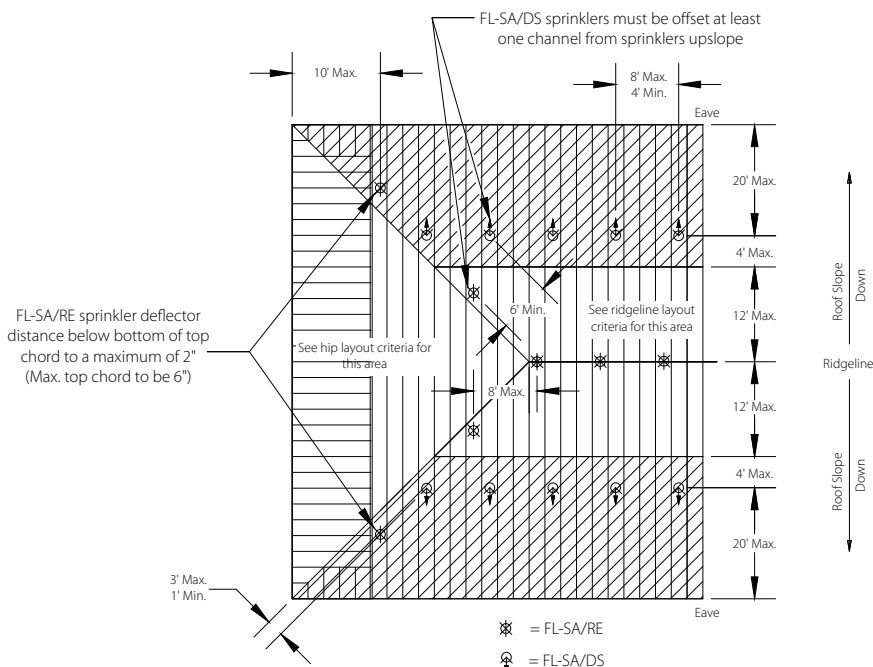 FL-SA/DS sprinklers must be offset at least
one channel from sprinklers upslope
10' Max.
8' Max.
4' Min.
Eave
20' Max.
4' Max.
12' Max.
Roof Slope
Down
6' Min.
See ridgeline layout
criteria for this area
FL-SA/RE sprinkler deflector
distance below bottom of top
chord to a maximum of 2"
(Max. top chord to be 6")
See hip layout criteria for
this area
Ridgeline
8' Max.
12' Max.
4' Max.
Roof Slope
Down
20' Max.
3' Max.
1' Min.
Eave
= FL-SA/RE
= FL-SA/DS